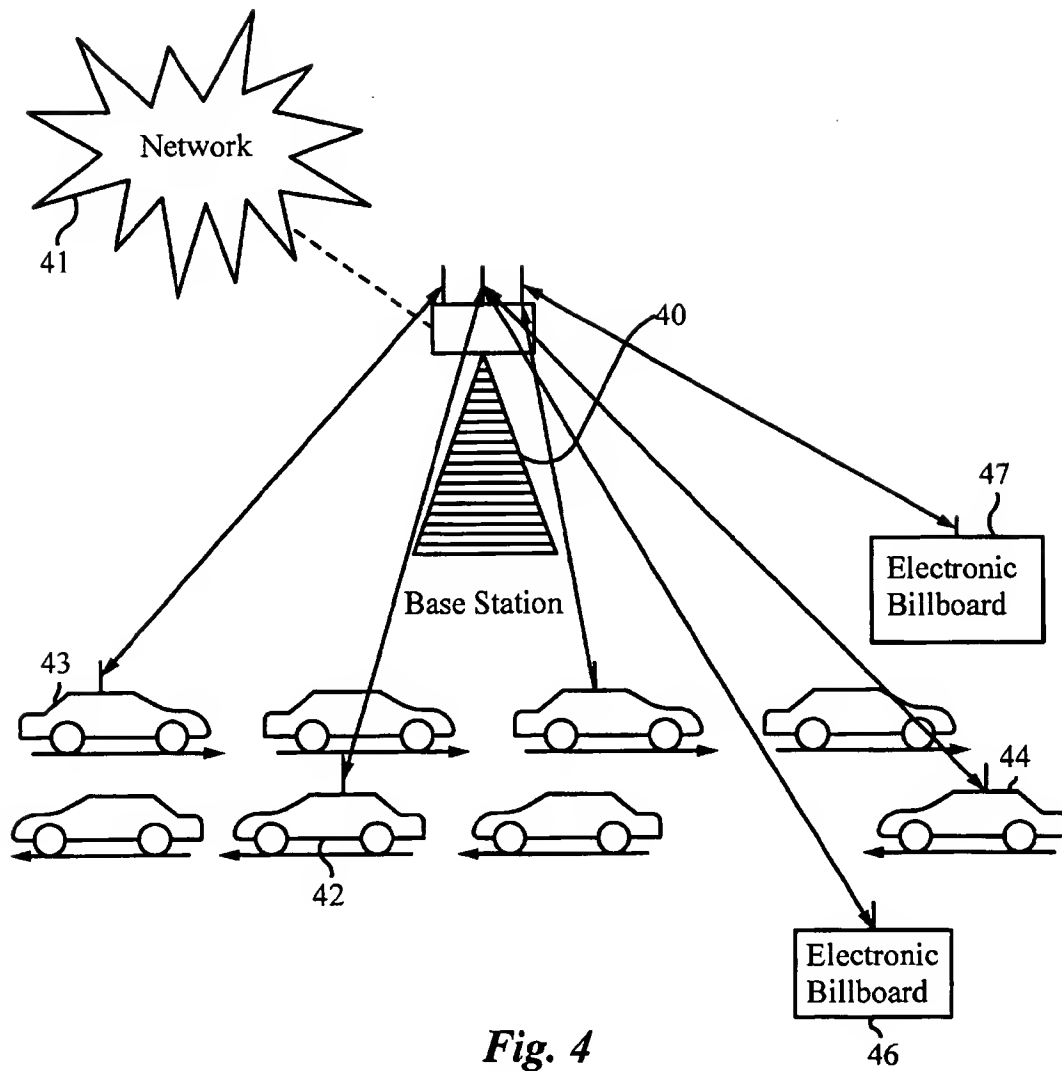 Network
41
40
47
Electronic
Billboard
Base Station
43
44
42
Electronic
Billboard
46
Fig. 4